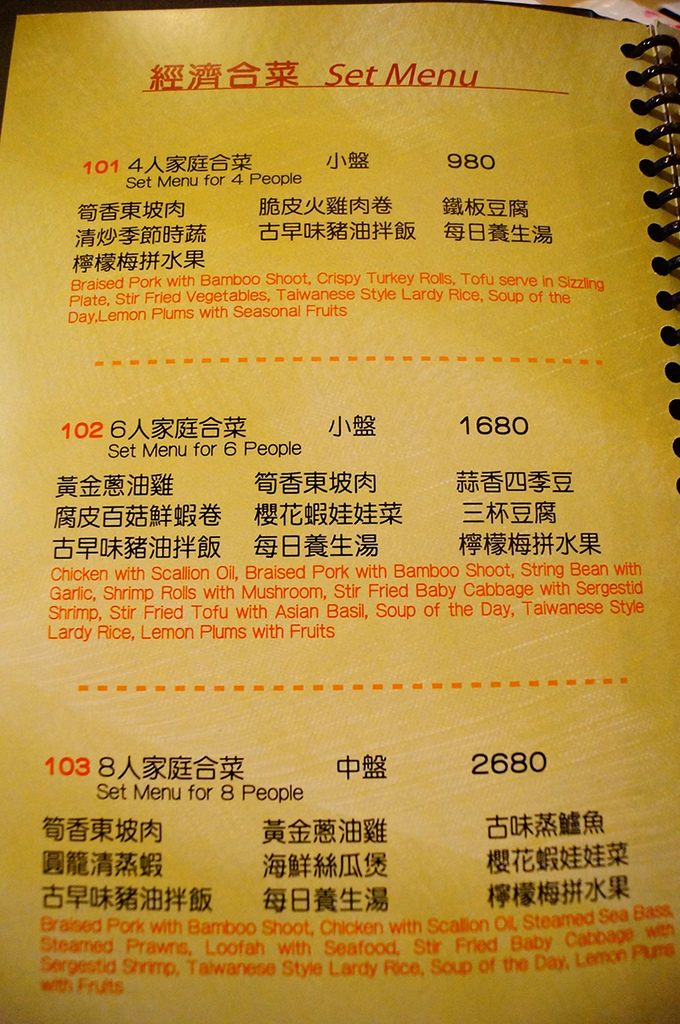 經濟合菜 Set Menu
101 4人家庭合菜 小盤 980
Set Menu for 4 People
筍香東坡肉 脆皮火雞肉卷 鐵板豆腐
清炒季節時蔬 古早味豬油拌飯 每日養生湯
檸檬梅拼水果
Braised Pork with Bamboo Shoot, Crispy Turkey Rolls, Tofu serve in Sizzling
Plate, Stir Fried Vegetables, Taiwanese Style Lardy Rice, Soup of the
Day,Lemon Plums with Seasonal Fruits
102 6人家庭合菜 小盤 1680
Set Menu for 6 People
黃金蔥油雞 筍香東坡肉 蒜香四季豆
腐皮百菇鮮蝦卷 櫻花蝦娃娃菜 三杯豆腐
古早味豬油拌飯 每日養生湯 檸檬梅拼水果
Chicken with Scallion Oil, Braised Pork with Bamboo Shoot, String Bean with
Garlic, Shrimp Rolls with Mushroom, Stir Fried Baby Cabbage with Sergestid
Shrimp, Stir Fried Tofu with Asian Basil, Soup of the Day, Taiwanese Style
Lardy Rice, Lemon Plums with Fruits
103 8人家庭合菜 中盤 2680
Set Menu for 8 People
筍香東坡肉 黃金蔥油雞 古味蒸鱸魚
圓籠清蒸蝦 海鮮絲瓜煲 櫻花蝦娃娃菜
古早味豬油拌飯 每日養生湯 檸檬梅拼水果
Braised Pork with Bamboo Shoot, Chicken with Scallion Oil, Steamed Sea Bass,
Steamed Prawns, Loofah with Seafood, Stir Fried Baby Cabbage with
Sergestid Shrimp, Taiwanese Style Lardy Rice, Soup of the Day, Lemon Plums
with Fruits